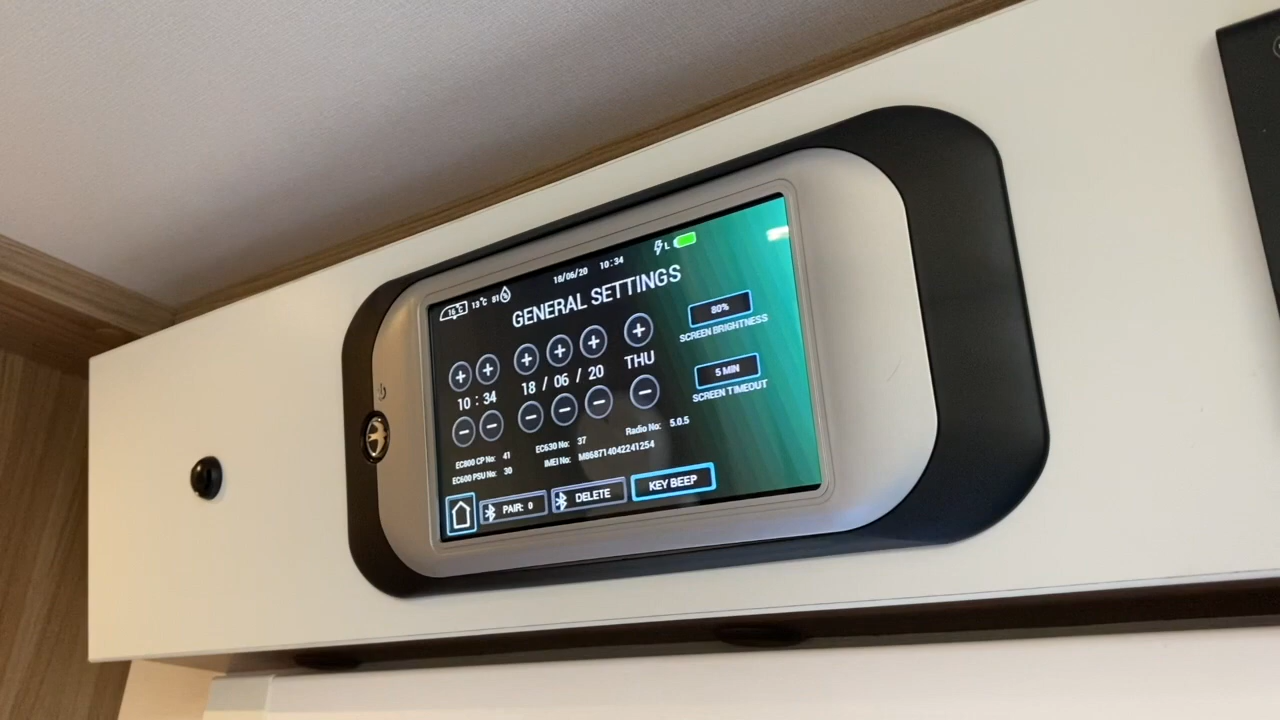 16°C 13°C 81 18/06/20 10:34 L
GENERAL SETTINGS
80%
SCREEN BRIGHTNESS
+ + + + + +
10 : 34 18 / 06 / 20 THU
5 MIN
SCREEN TIMEOUT
− − − − − −
EC800 CP No: 41 EC630 No: 37 Radio No: 5.0.5
EC600 PSU No: 30 IMEI No: M868714042241254
PAIR: 0 DELETE KEY BEEP